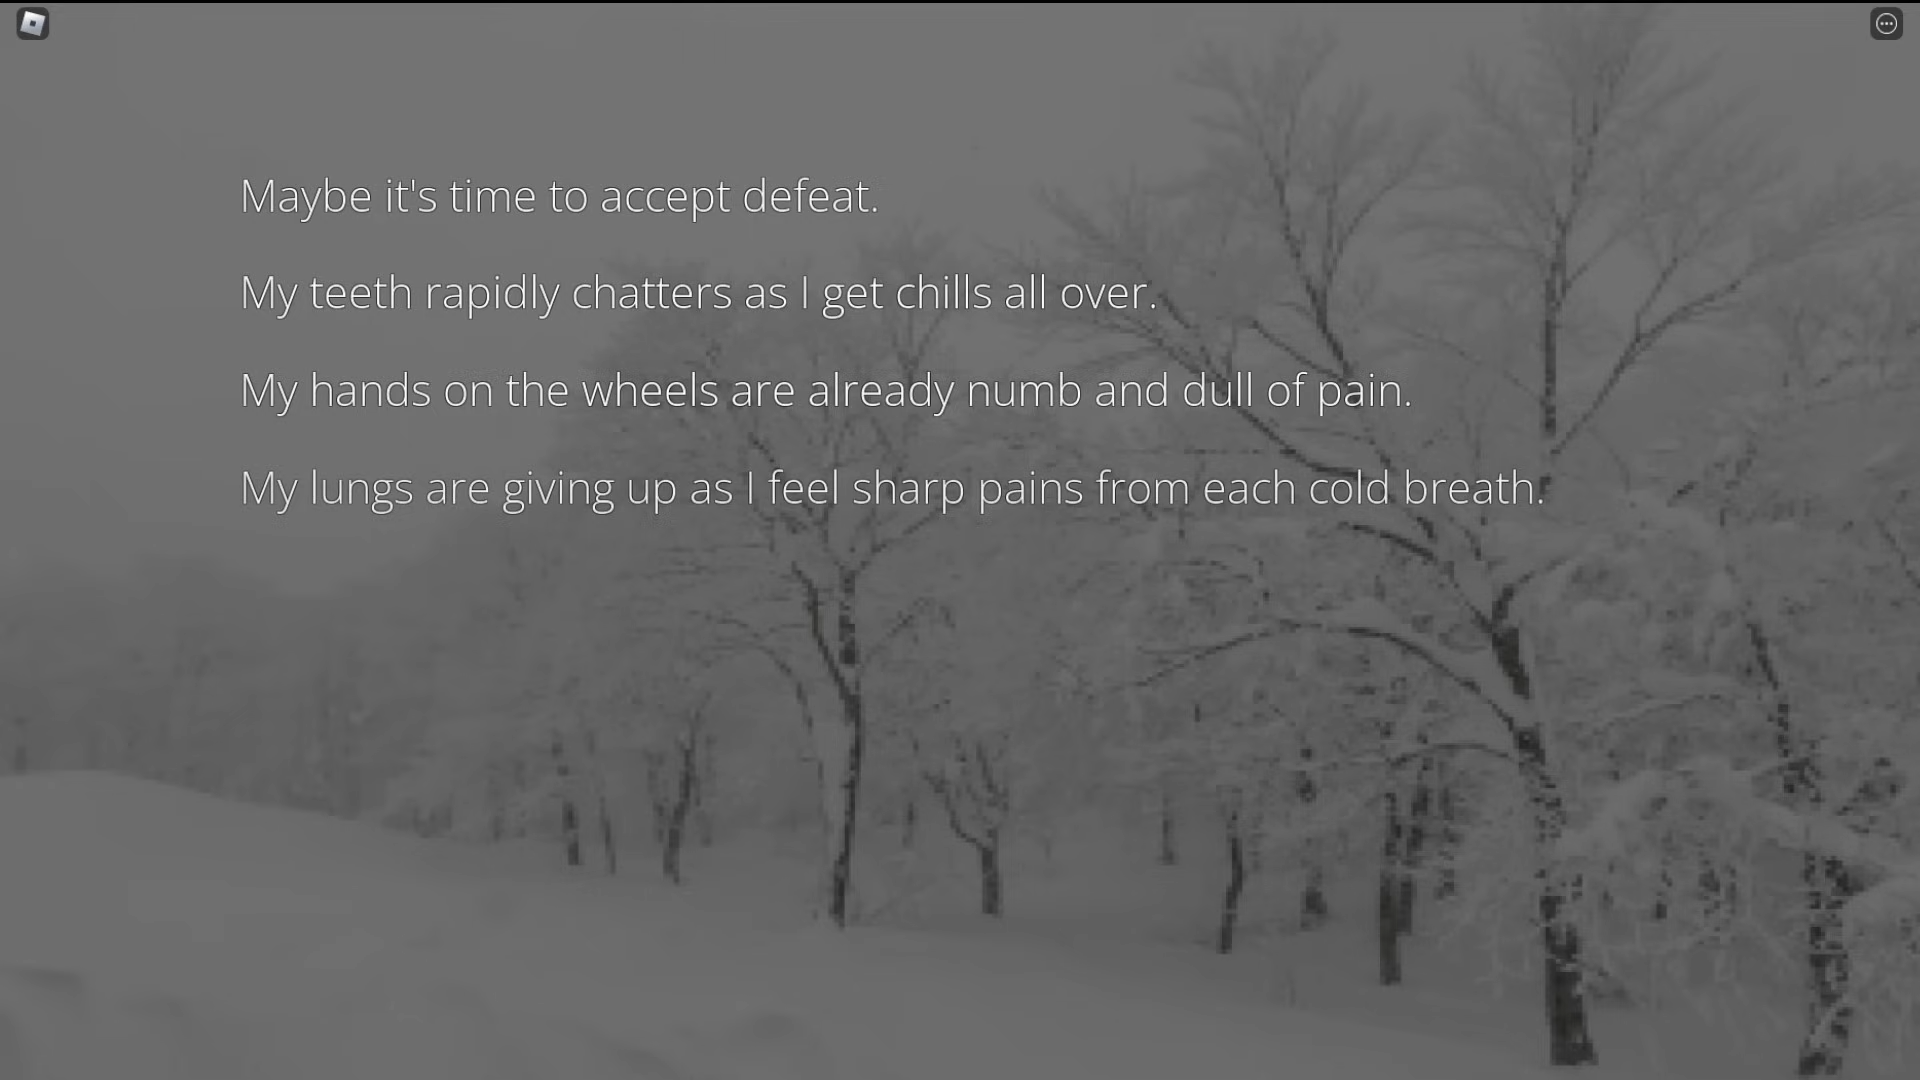 Maybe it's time to accept defeat.
My teeth rapidly chatters as I get chills all over.
My hands on the wheels are already numb and dull of pain.
My lungs are giving up as I feel sharp pains from each cold breath.